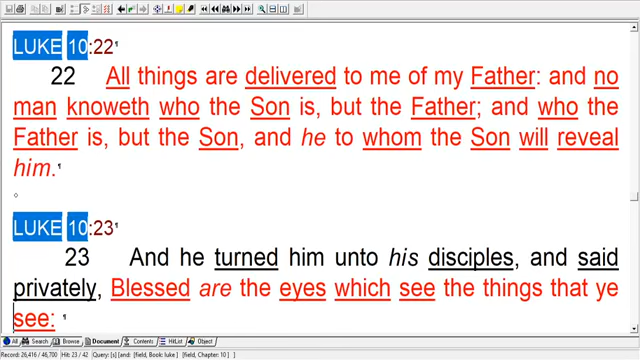 LUKE 10:22
22 All things are delivered to me of my Father: and no
man knoweth who the Son is, but the Father; and who the
Father is, but the Son, and he to whom the Son will reveal
him.
LUKE 10:23
23 And he turned him unto his disciples, and said
privately, Blessed are the eyes which see the things that ye
see:
All Search Browse Document Contents HitList Object
Record: 26,416 / 46,700 Hit: 23 / 42 Query: [s] [and: (field, Book: luke] , [field, Chapter: 10] )